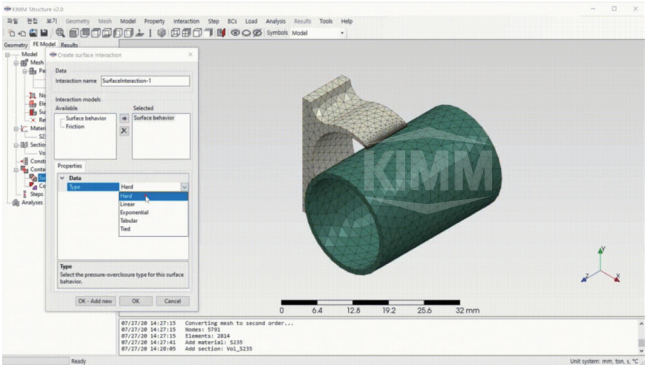 KIMM Structure v2.0
파일 편집 보기 Geometry Mesh Model Property Interaction Step BCs Load Analysis Results Tools Help
Symbols Model
Geometry FE Model Results
Model
Mesh
Create surface interaction
Data
Interaction name SurfaceInteraction-1
Interaction models
Available
Selected
Surface behavior
Friction
Surface behavior
Properties
Data
Type Hard
Hard
Linear
Exponential
Tabular
Tied
Type
Select the pressure-overclosure type for this surface
behavior.
OK - Add new OK Cancel
Steps
Analyses
KIMM
0 6.4 12.8 19.2 25.6 32 mm
Y
Z X
07/27/20 14:27:15 Converting mesh to second order...
07/27/20 14:27:15 Nodes: 5791
07/27/20 14:27:15 Elements: 2814
07/27/20 14:27:41 Add material: S235
07/27/20 14:28:05 Add section: Vol_S235
Ready
Unit system: mm, ton, s, °C